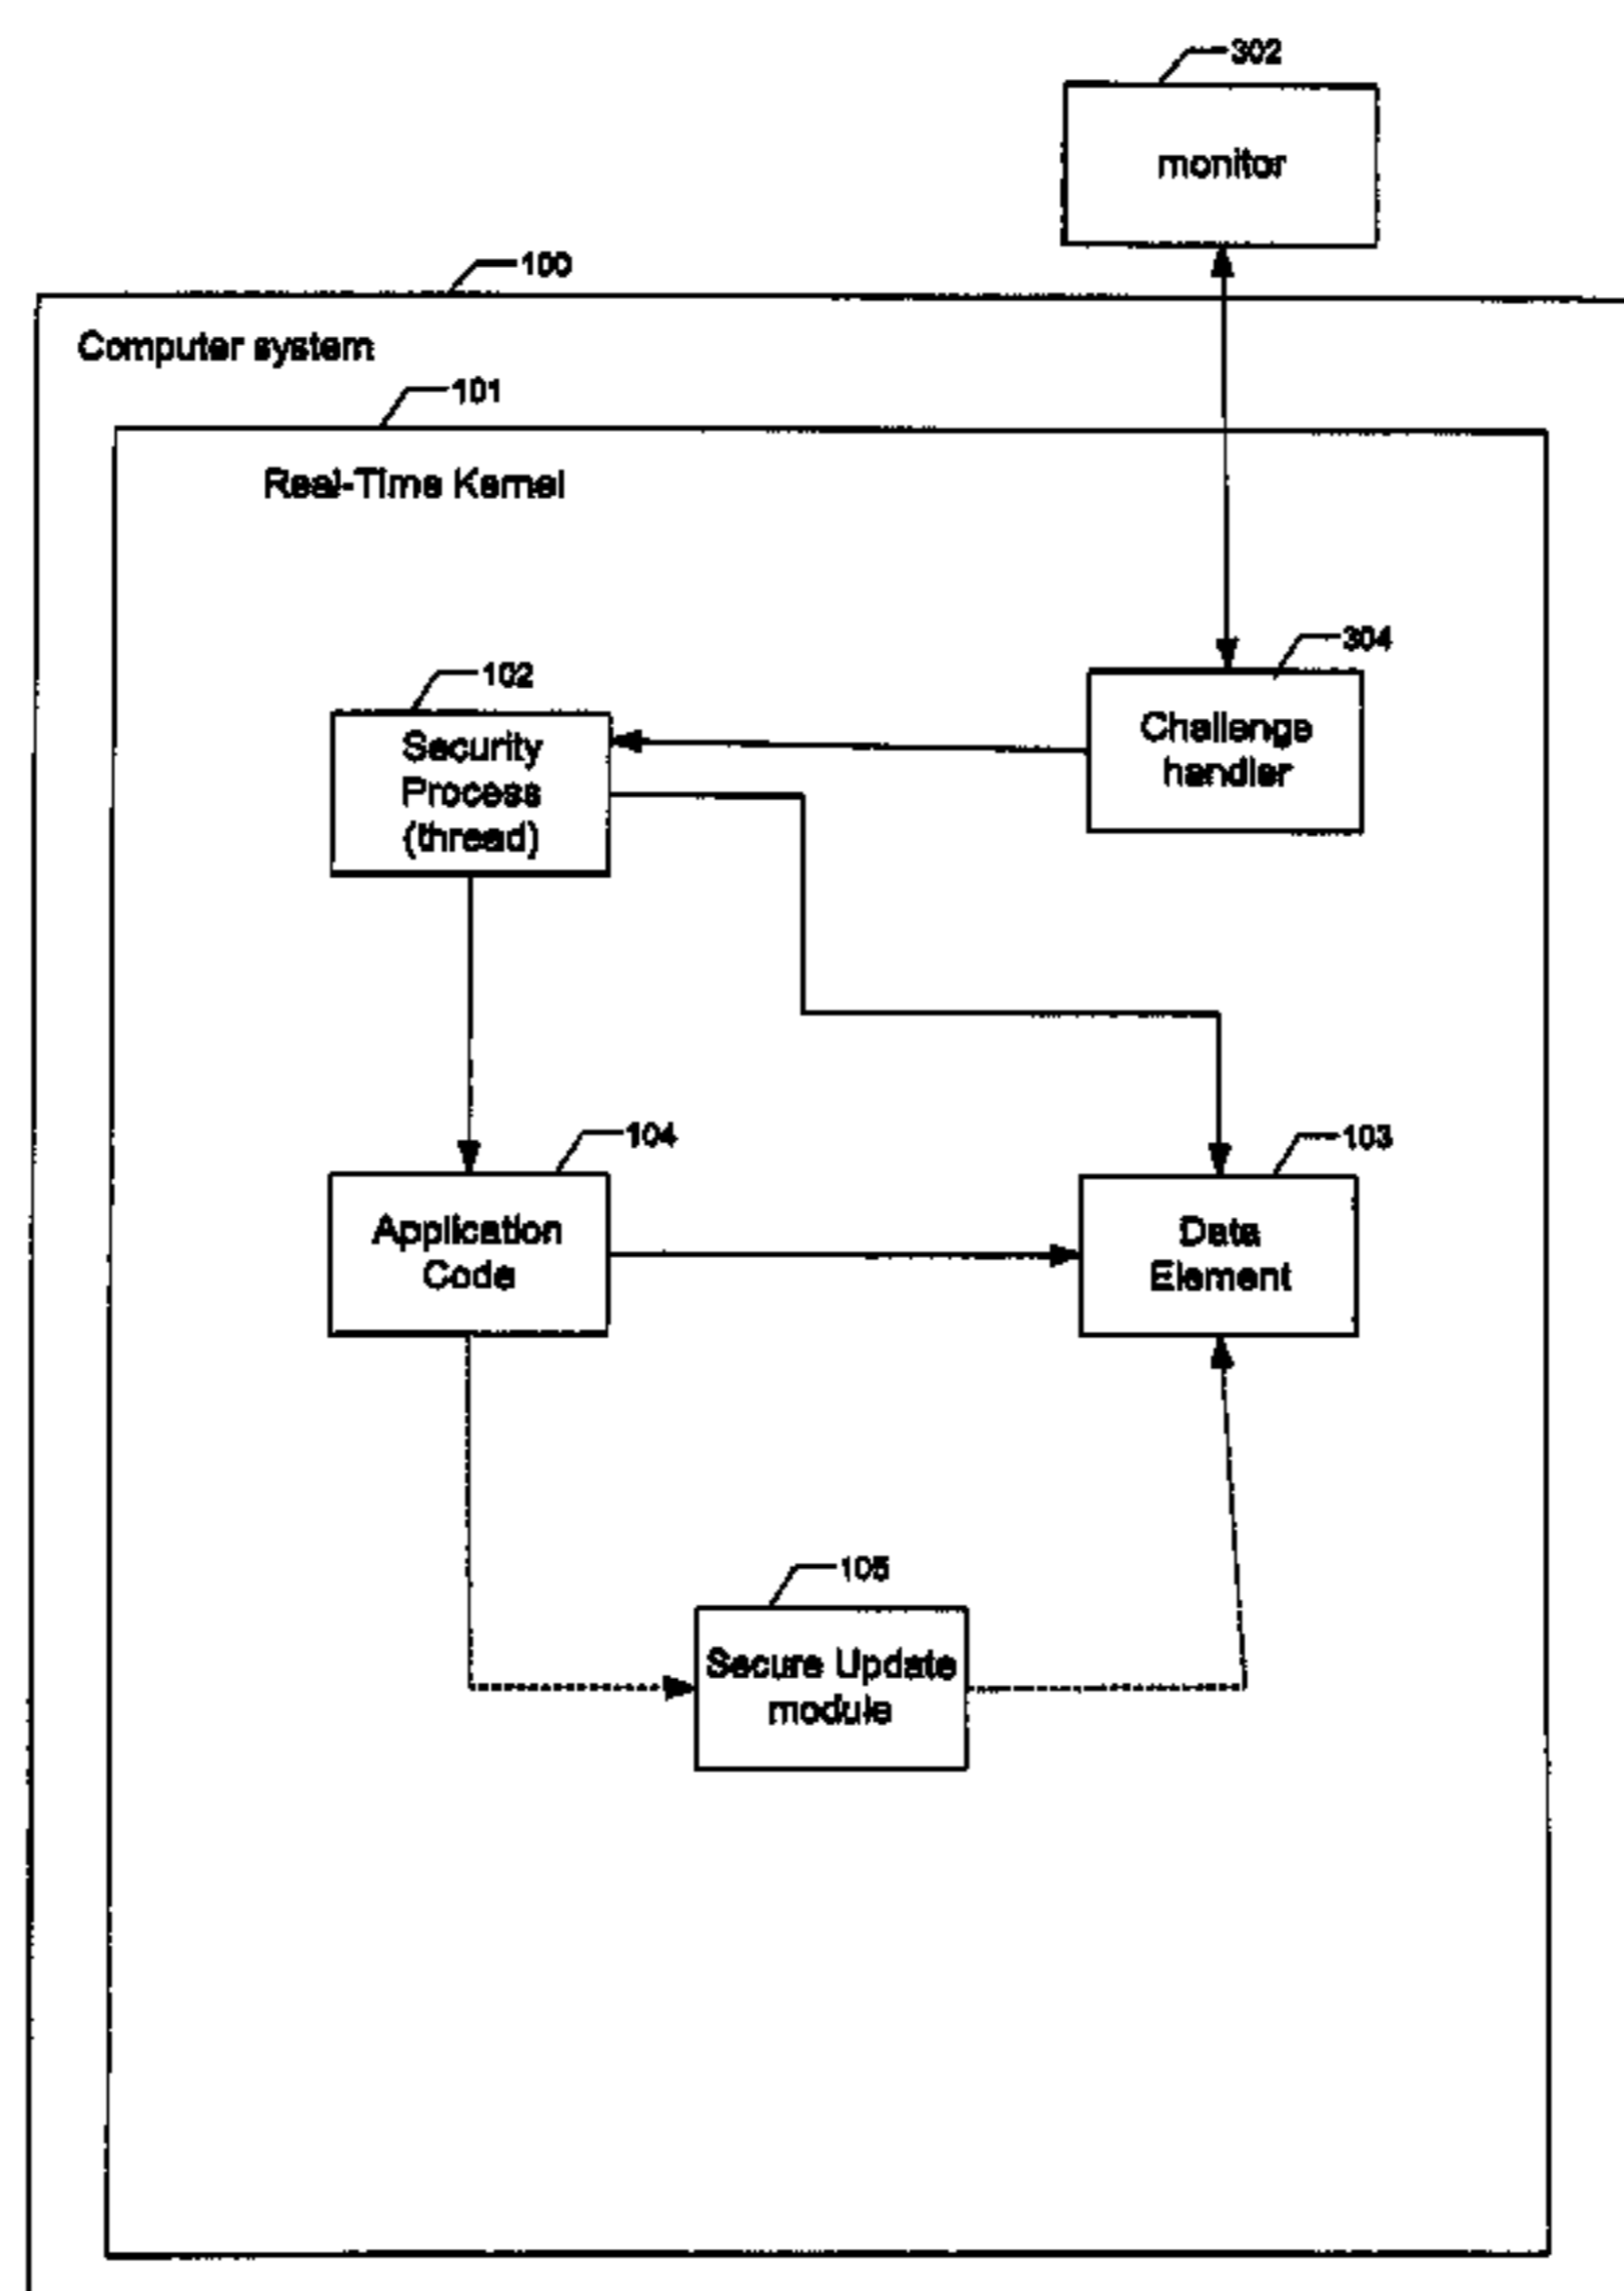 302
monitor
100
Computer system
101
Real-Time Kernel
304
102
Challenge
handler
Security
Process
(thread)
104
103
Application
Code
Data
Element
105
Secure Update
module